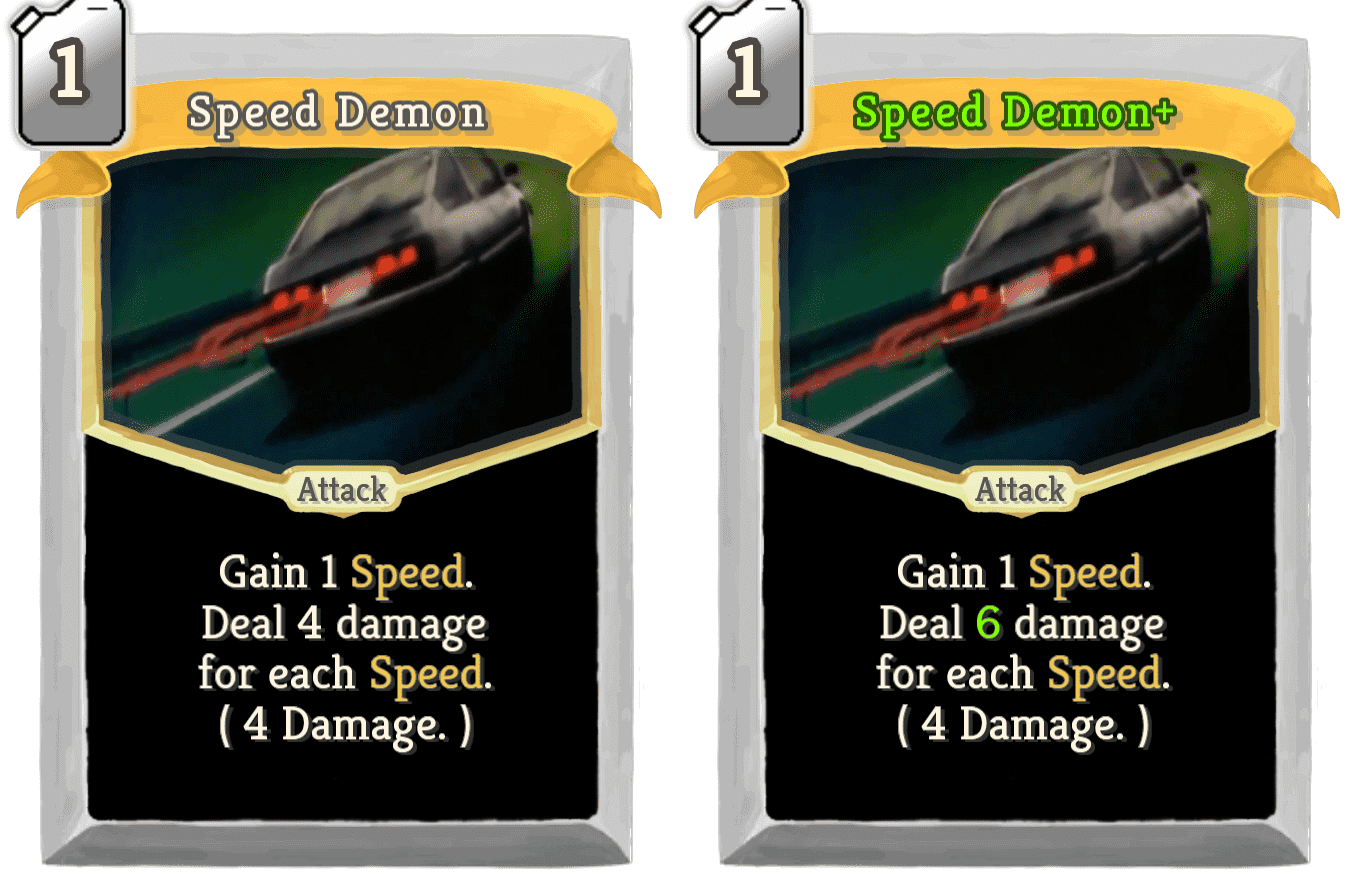 1
Speed Demon
Attack
Gain 1 Speed.
Deal 4 damage
for each Speed.
( 4 Damage. )
1
Speed Demon+
Attack
Gain 1 Speed.
Deal 6 damage
for each Speed.
( 4 Damage. )